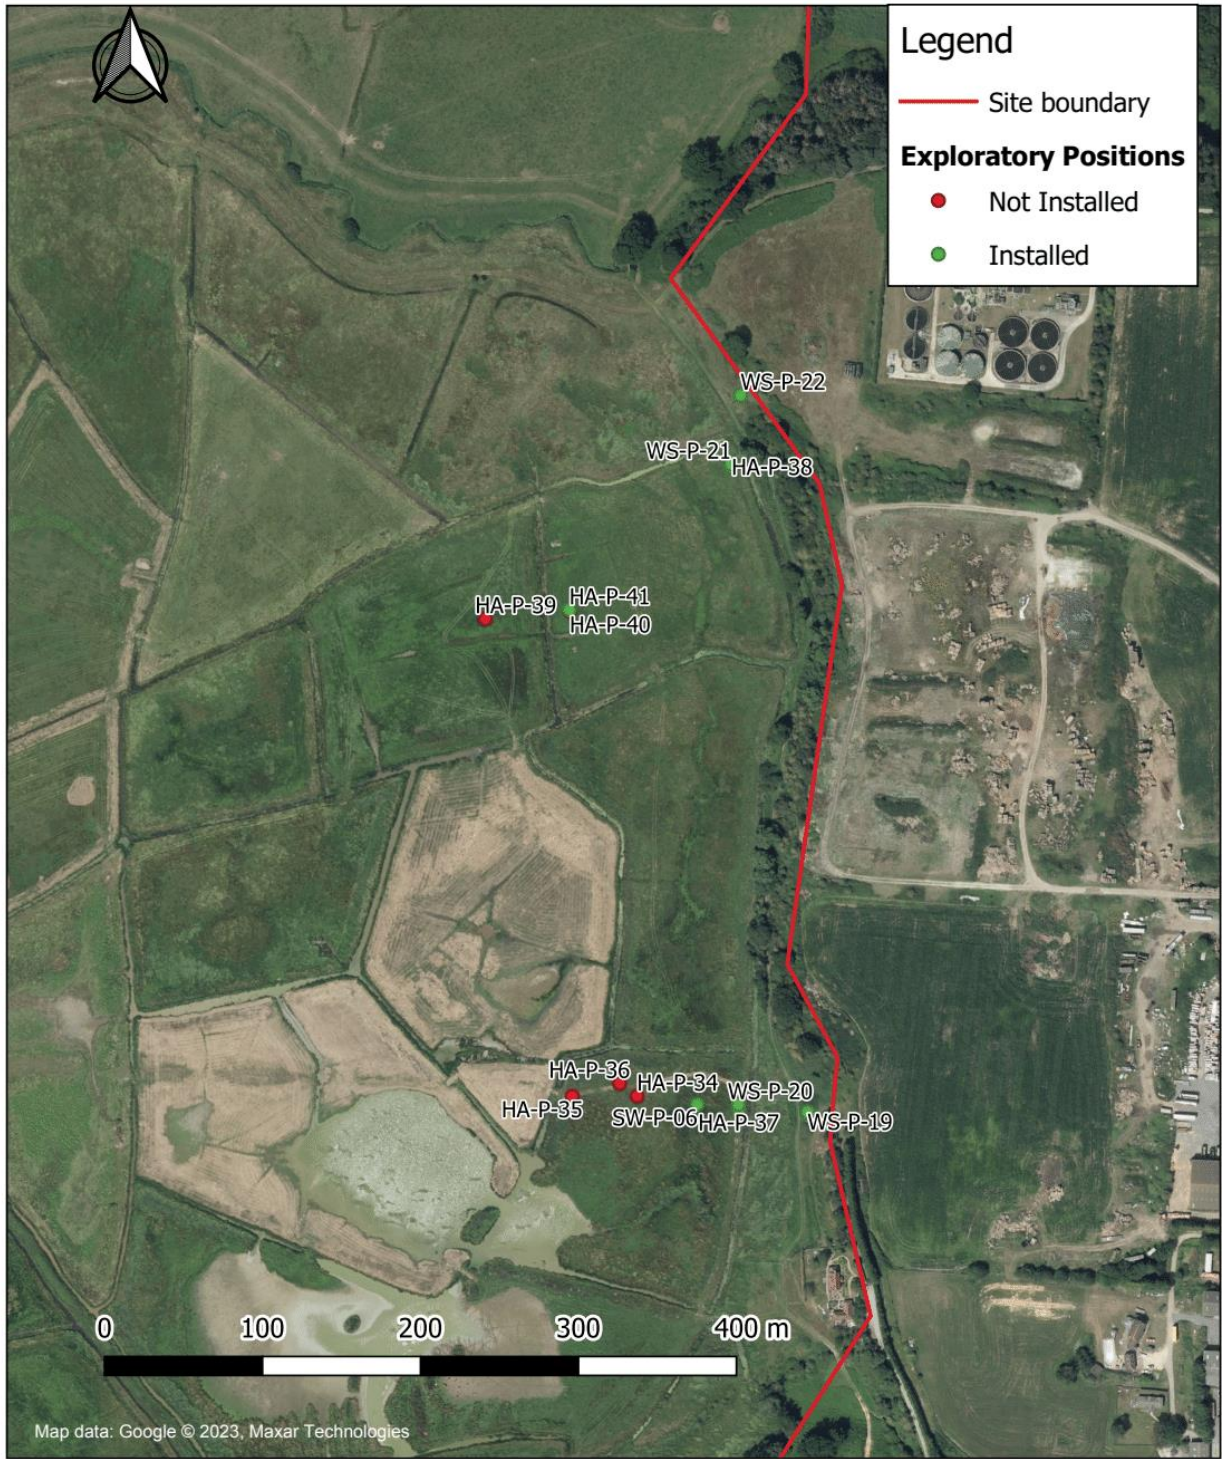 Legend
Site boundary
Exploratory Positions
Not Installed
Installed
WS-P-22
WS-P-21
HA-P-38
HA-P-39
HA-P-41
HA-P-40
HA-P-36
HA-P-34
WS-P-20
HA-P-35
SW-P-06
HA-P-37
WS-P-19
0 100 200 300 400 m
Map data: Google © 2023, Maxar Technologies